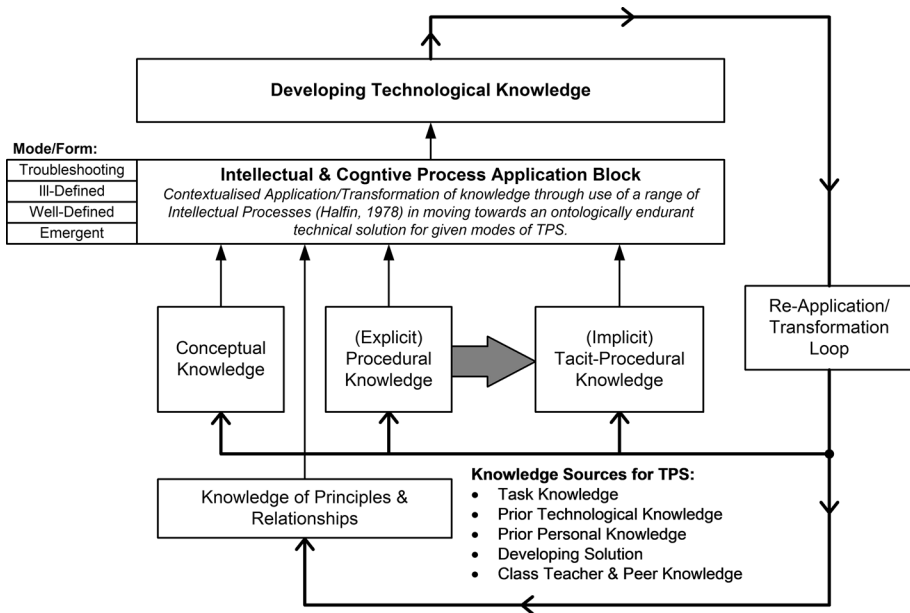 Developing Technological Knowledge
Mode/Form:
Troubleshooting
Ill-Defined
Well-Defined
Emergent
Intellectual & Cogntive Process Application Block
Contextualised Application/Transformation of knowledge through use of a range of
Intellectual Processes (Halfin, 1978) in moving towards an ontologically endurant
technical solution for given modes of TPS.
Re-Application/
Transformation
Loop
Conceptual
Knowledge
(Explicit)
Procedural
Knowledge
(Implicit)
Tacit-Procedural
Knowledge
Knowledge of Principles &
Relationships
Knowledge Sources for TPS:
• Task Knowledge
• Prior Technological Knowledge
• Prior Personal Knowledge
• Developing Solution
• Class Teacher & Peer Knowledge